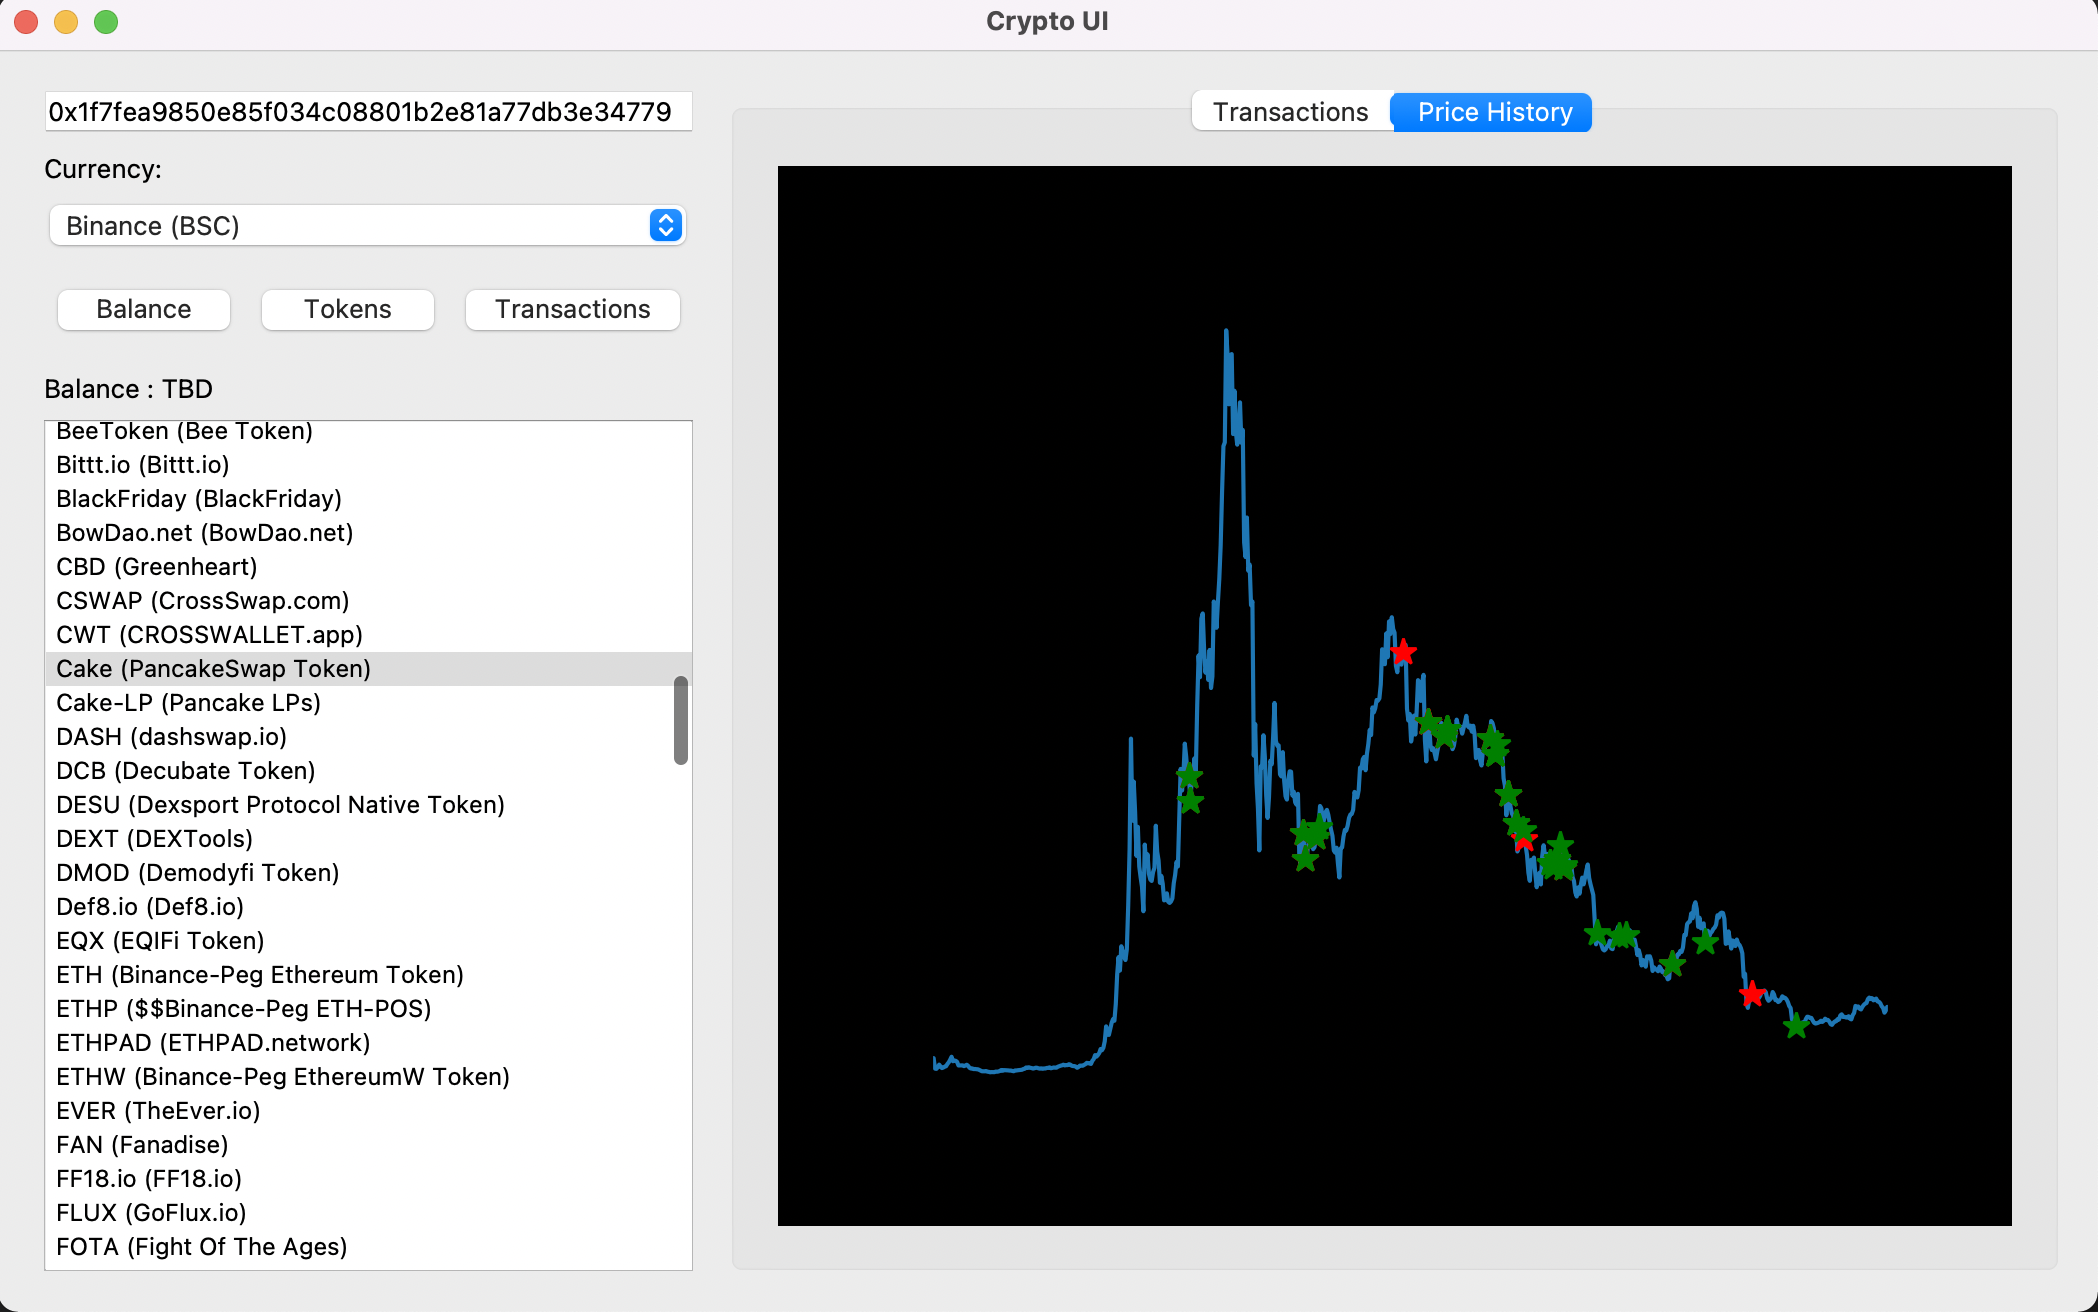 Crypto UI
0x1f7fea9850e85f034c08801b2e81a77db3e34779
Currency:
Binance (BSC)
Balance
Tokens
Transactions
Balance : TBD
BeeToken (Bee Token)
Bittt.io (Bittt.io)
BlackFriday (BlackFriday)
BowDao.net (BowDao.net)
CBD (Greenheart)
CSWAP (CrossSwap.com)
CWT (CROSSWALLET.app)
Cake (PancakeSwap Token)
Cake-LP (Pancake LPs)
DASH (dashswap.io)
DCB (Decubate Token)
DESU (Dexsport Protocol Native Token)
DEXT (DEXTools)
DMOD (Demodyfi Token)
Def8.io (Def8.io)
EQX (EQIFi Token)
ETH (Binance-Peg Ethereum Token)
ETHP ($$Binance-Peg ETH-POS)
ETHPAD (ETHPAD.network)
ETHW (Binance-Peg EthereumW Token)
EVER (TheEver.io)
FAN (Fanadise)
FF18.io (FF18.io)
FLUX (GoFlux.io)
FOTA (Fight Of The Ages)
Transactions
Price History